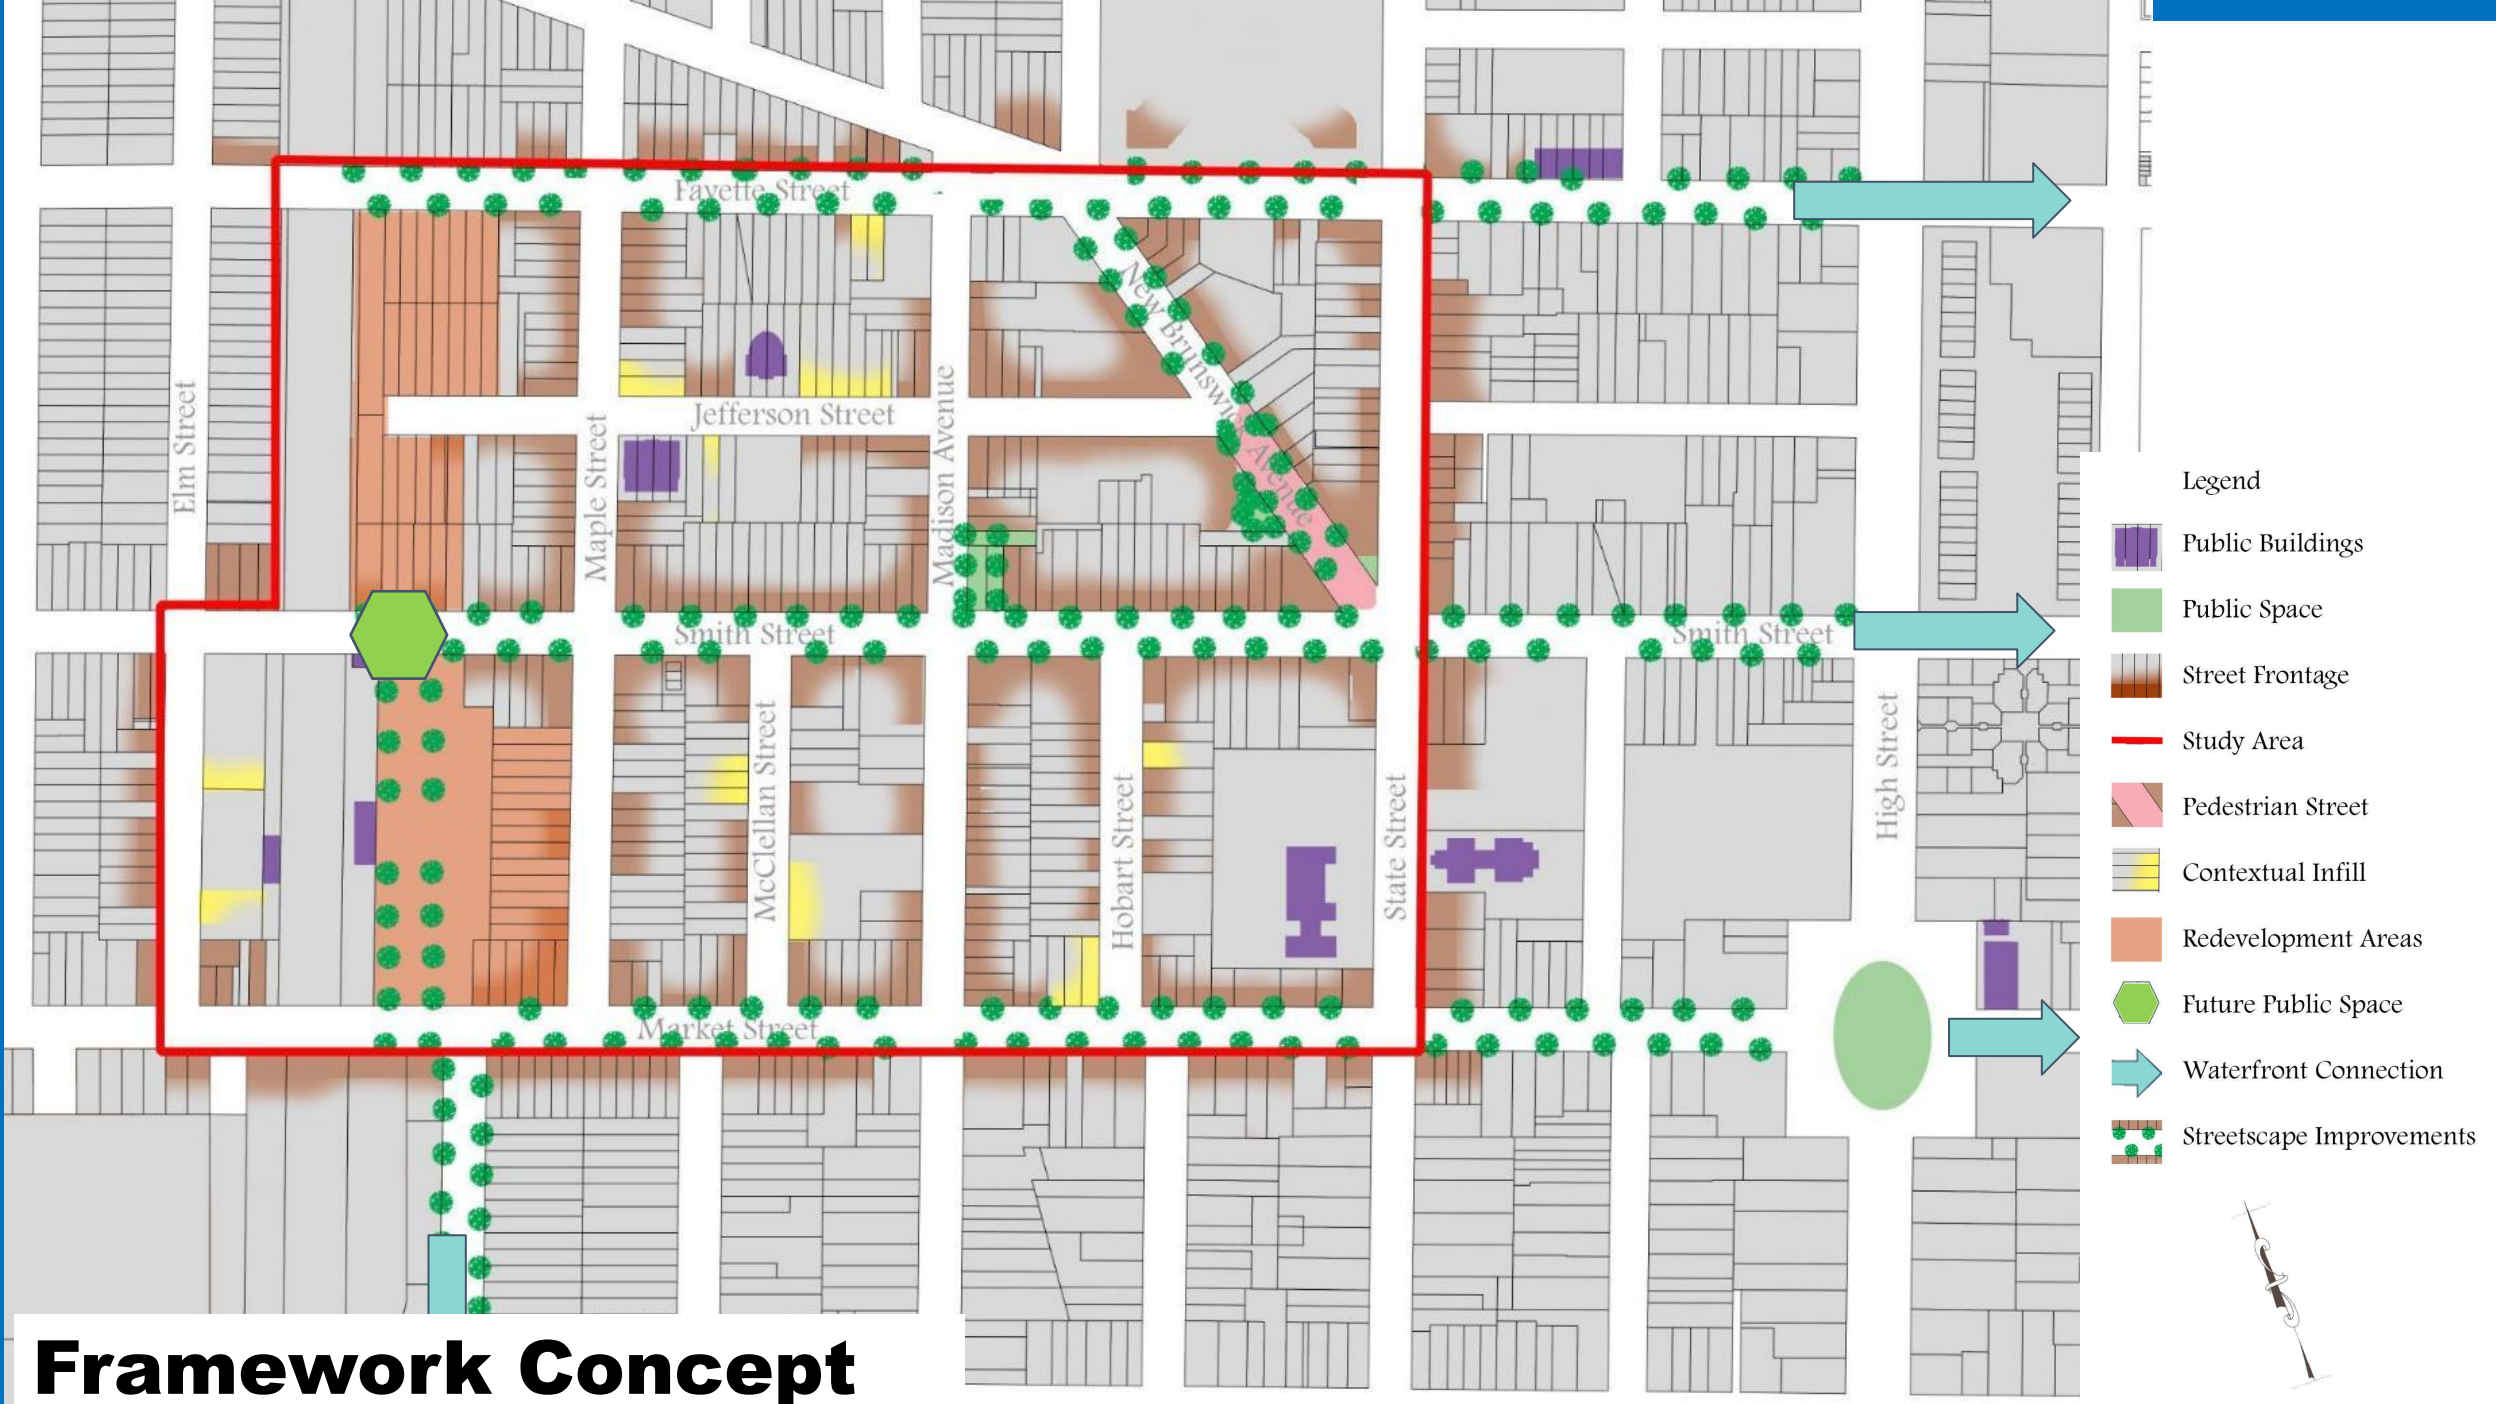 Fayette Street
New Brunswick Avenue
Elm Street
Maple Street
Jefferson Street
Madison Avenue
Smith Street
Smith Street
McClellan Street
Hobart Street
State Street
High Street
Market Street
Legend
Public Buildings
Public Space
Street Frontage
Study Area
Pedestrian Street
Contextual Infill
Redevelopment Areas
Future Public Space
Waterfront Connection
Streetscape Improvements
Framework Concept